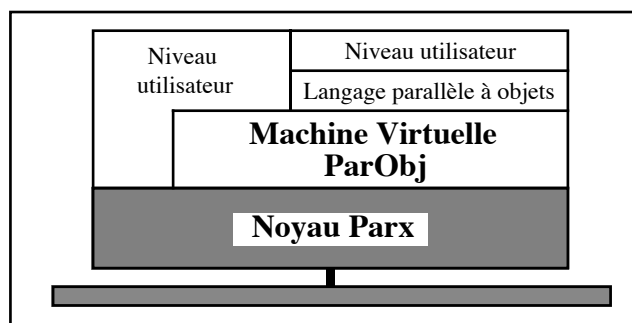 Niveau
utilisateur
Niveau utilisateur
Langage parallèle à objets
Machine Virtuelle
ParObj
Noyau Parx